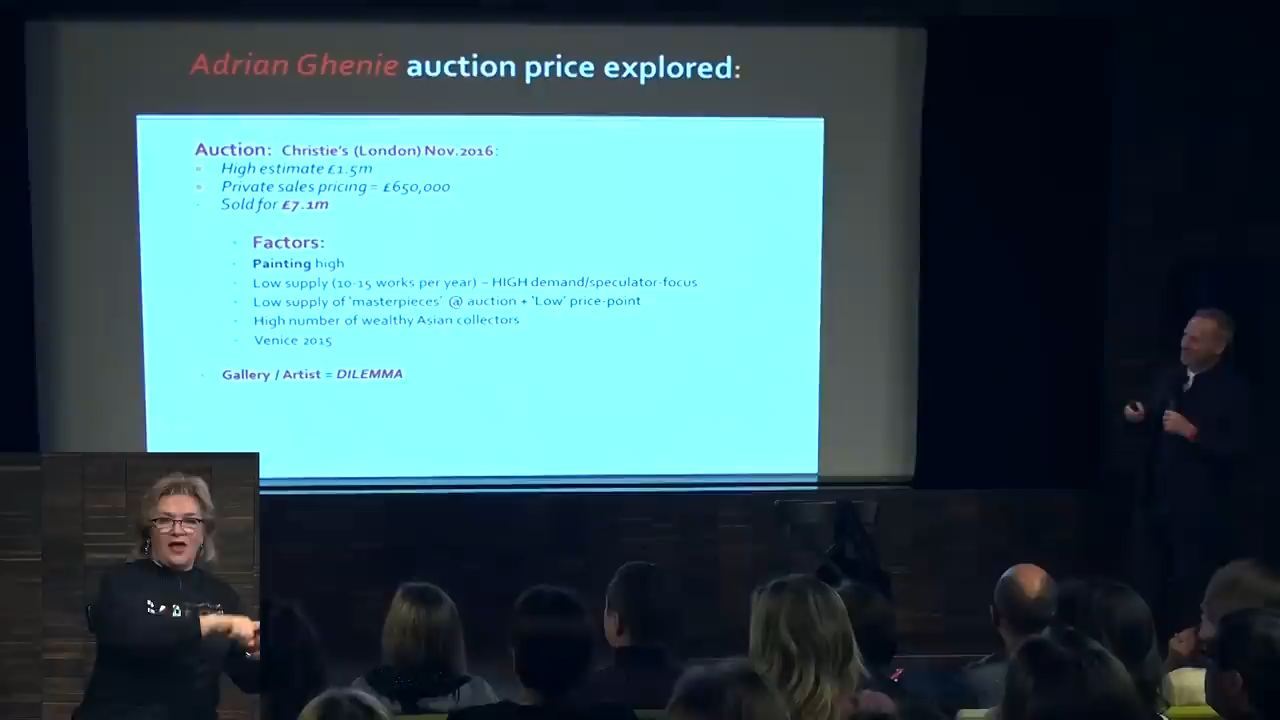 Adrian Ghenie auction price explored:
Auction: Christie's (London) Nov.2016:
High estimate £1.5m
Private sales pricing = £650,000
Sold for £7.1m
Factors:
Painting high
Low supply (10-15 works per year) – HIGH demand/speculator-focus
Low supply of 'masterpieces' @ auction + 'Low' price-point
High number of wealthy Asian collectors
Venice 2015
Gallery / Artist = DILEMMA